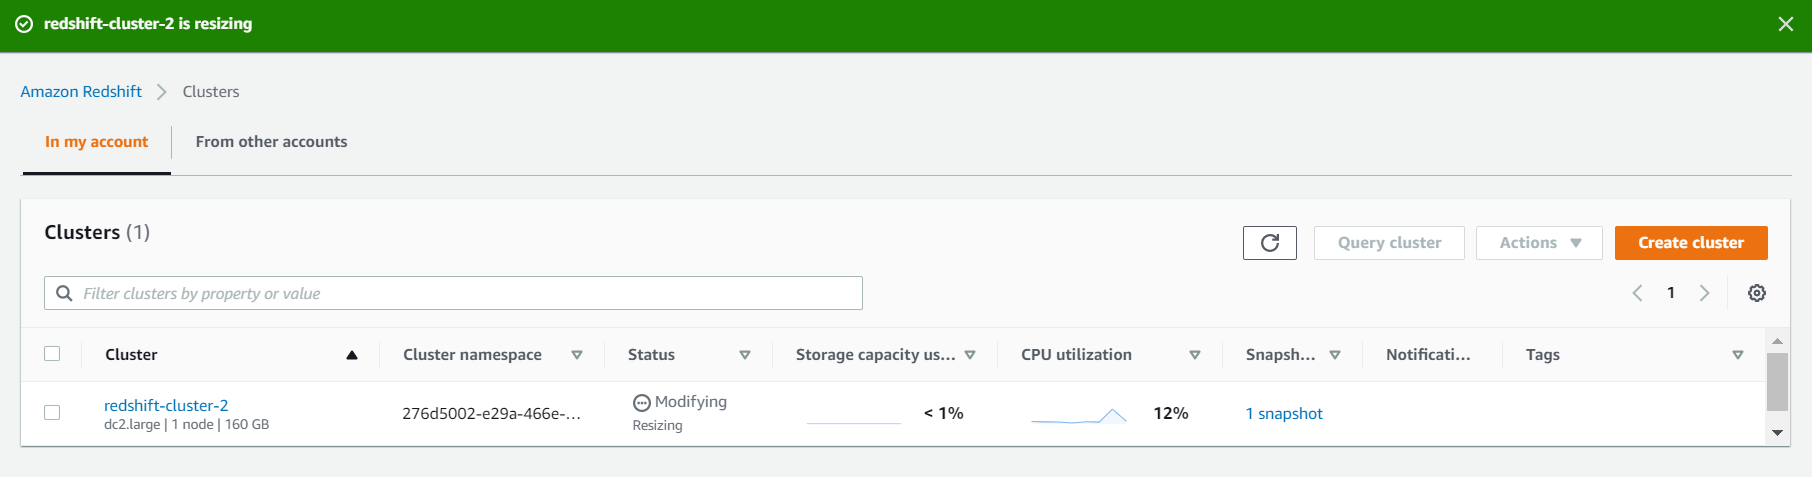 redshift-cluster-2 is resizing
Amazon Redshift > Clusters
In my account
From other accounts
Clusters (1)
Query cluster
Actions
Create cluster
Filter clusters by property or value
1
Cluster
Cluster namespace
Status
Storage capacity us...
CPU utilization
Snapsh...
Notificati...
Tags
redshift-cluster-2
dc2.large | 1 node | 160 GB
276d5002-e29a-466e-...
Modifying
Resizing
< 1%
12%
1 snapshot